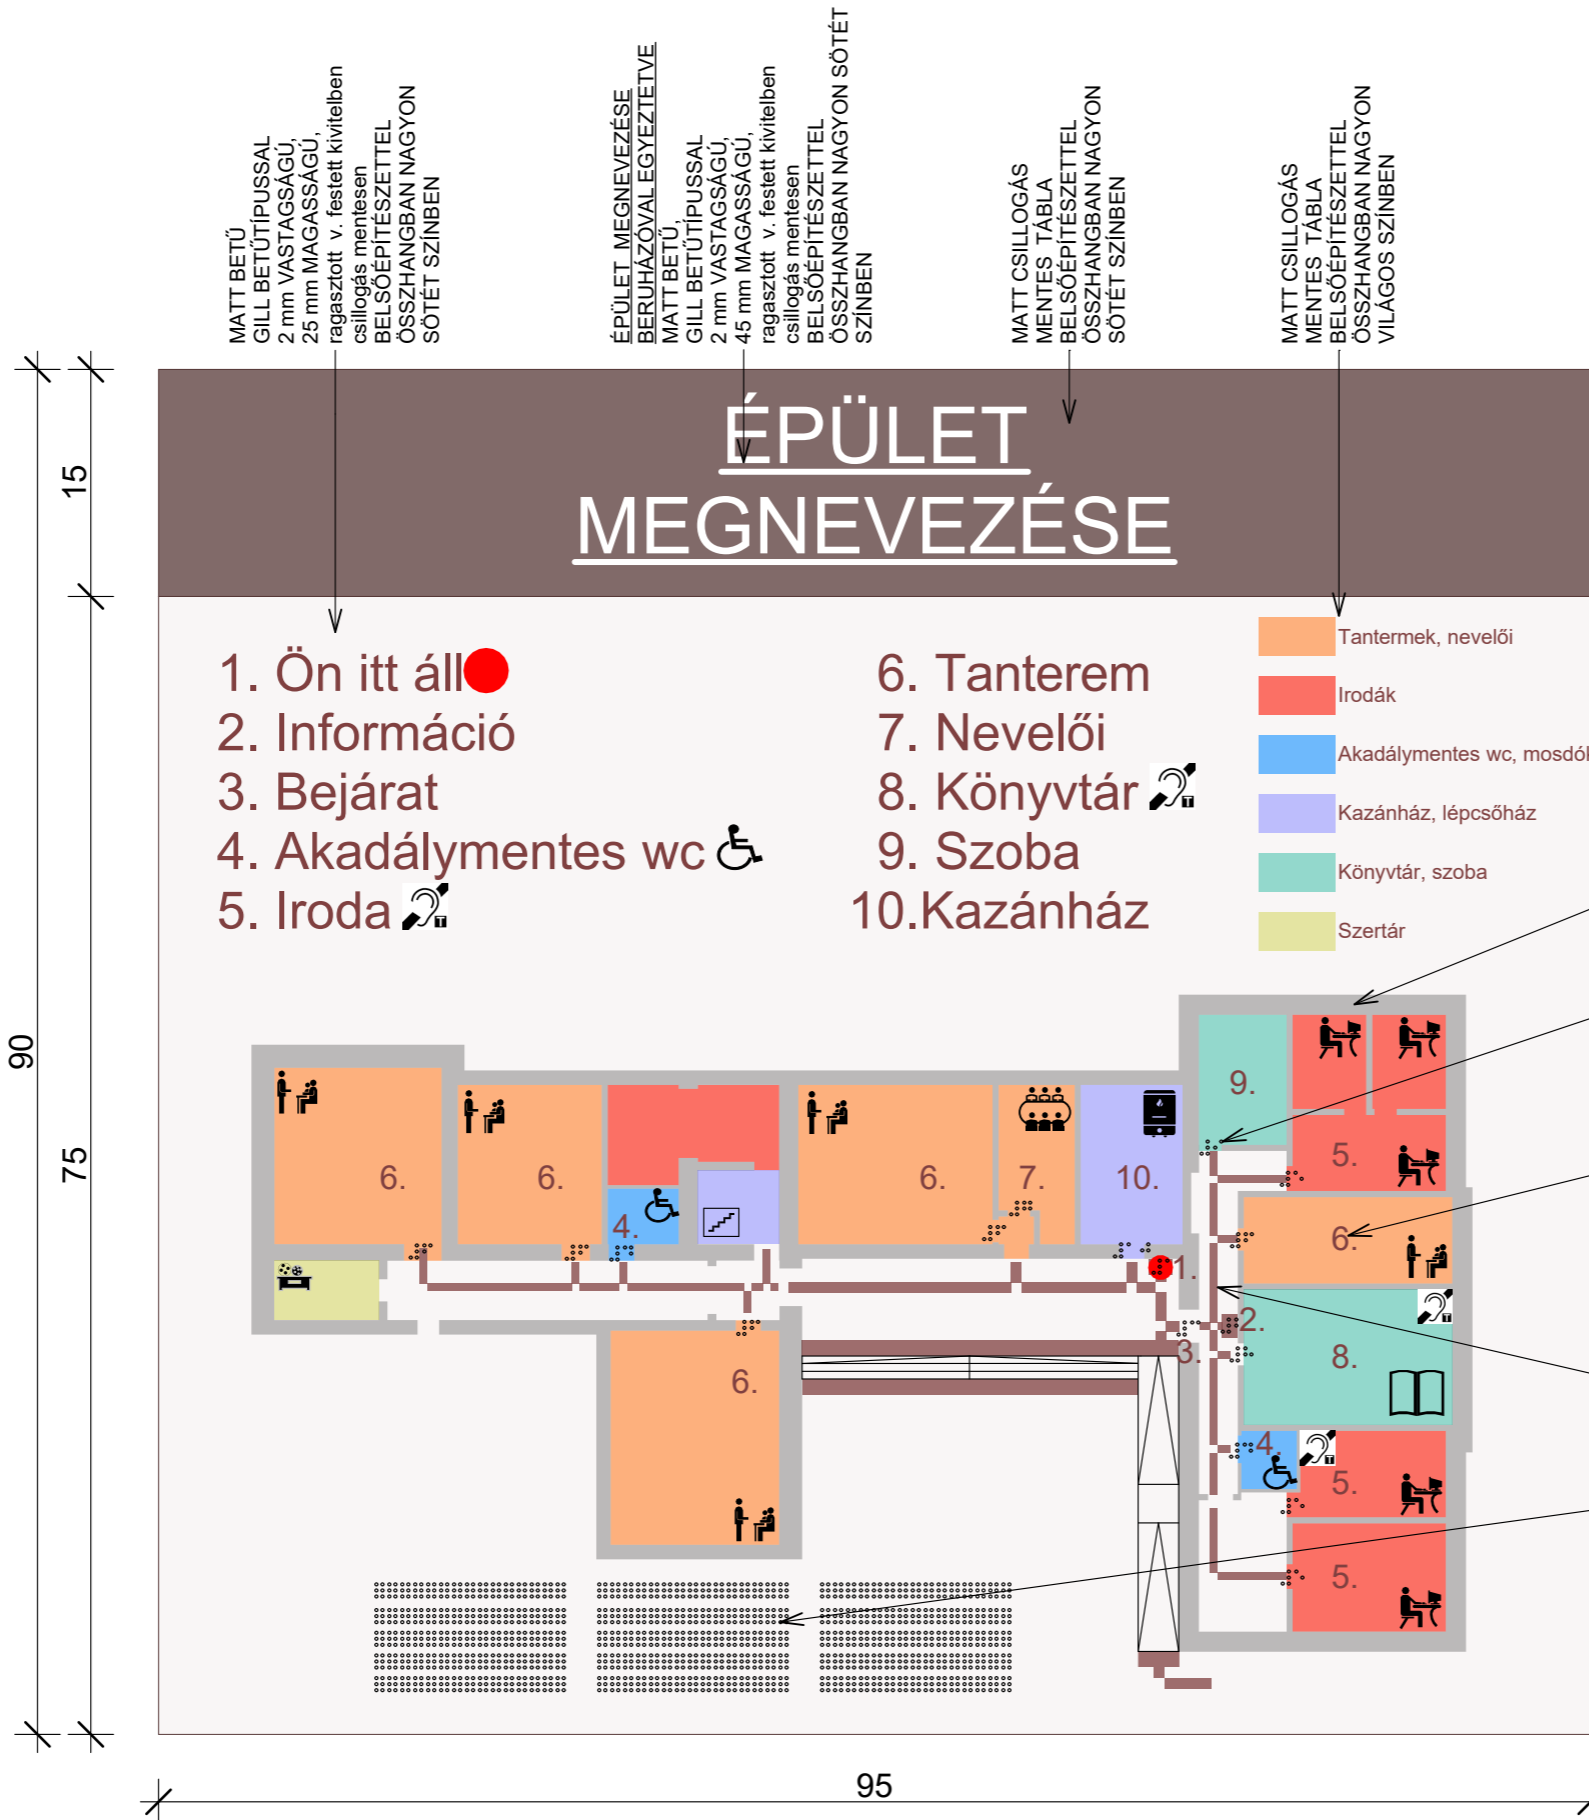 MATT BETŰ
GILL BETŰTÍPUSSAL
2 mm VASTAGSÁGÚ,
25 mm MAGASSÁGÚ,
ragasztott v. festett kivitelben
csillogás mentesen
BELSŐÉPÍTÉSZETTEL
ÖSSZHANGBAN NAGYON
SÖTÉT SZÍNBEN
ÉPÜLET MEGNEVEZÉSE
BERUHÁZÓVAL EGYEZTETVE
MATT BETŰ,
GILL BETŰTÍPUSSAL
2 mm VASTAGSÁGÚ,
45 mm MAGASSÁGÚ,
ragasztott v. festett kivitelben
csillogás mentesen
BELSŐÉPÍTÉSZETTEL
ÖSSZHANGBAN NAGYON SÖTÉT
SZÍNBEN
MATT CSILLOGÁS
MENTES TÁBLA
BELSŐÉPÍTÉSZETTEL
ÖSSZHANGBAN NAGYON
SÖTÉT SZÍNBEN
MATT CSILLOGÁS
MENTES TÁBLA
BELSŐÉPÍTÉSZETTEL
ÖSSZHANGBAN NAGYON
VILÁGOS SZÍNBEN
15
75
90
95
ÉPÜLET
MEGNEVEZÉSE
1. Ön itt áll
2. Információ
3. Bejárat
4. Akadálymentes wc
5. Iroda
T
6. Tanterem
7. Nevelői
8. Könyvtár
T
9. Szoba
10.Kazánház
Tantermek, nevelői
Irodák
Akadálymentes wc, mosdók
Kazánház, lépcsőház
Könyvtár, szoba
Szertár
9.
5.
6.
6.
4.
6.
7.
10.
6.
1.
2.
T
3.
8.
6.
4.
T
5.
5.